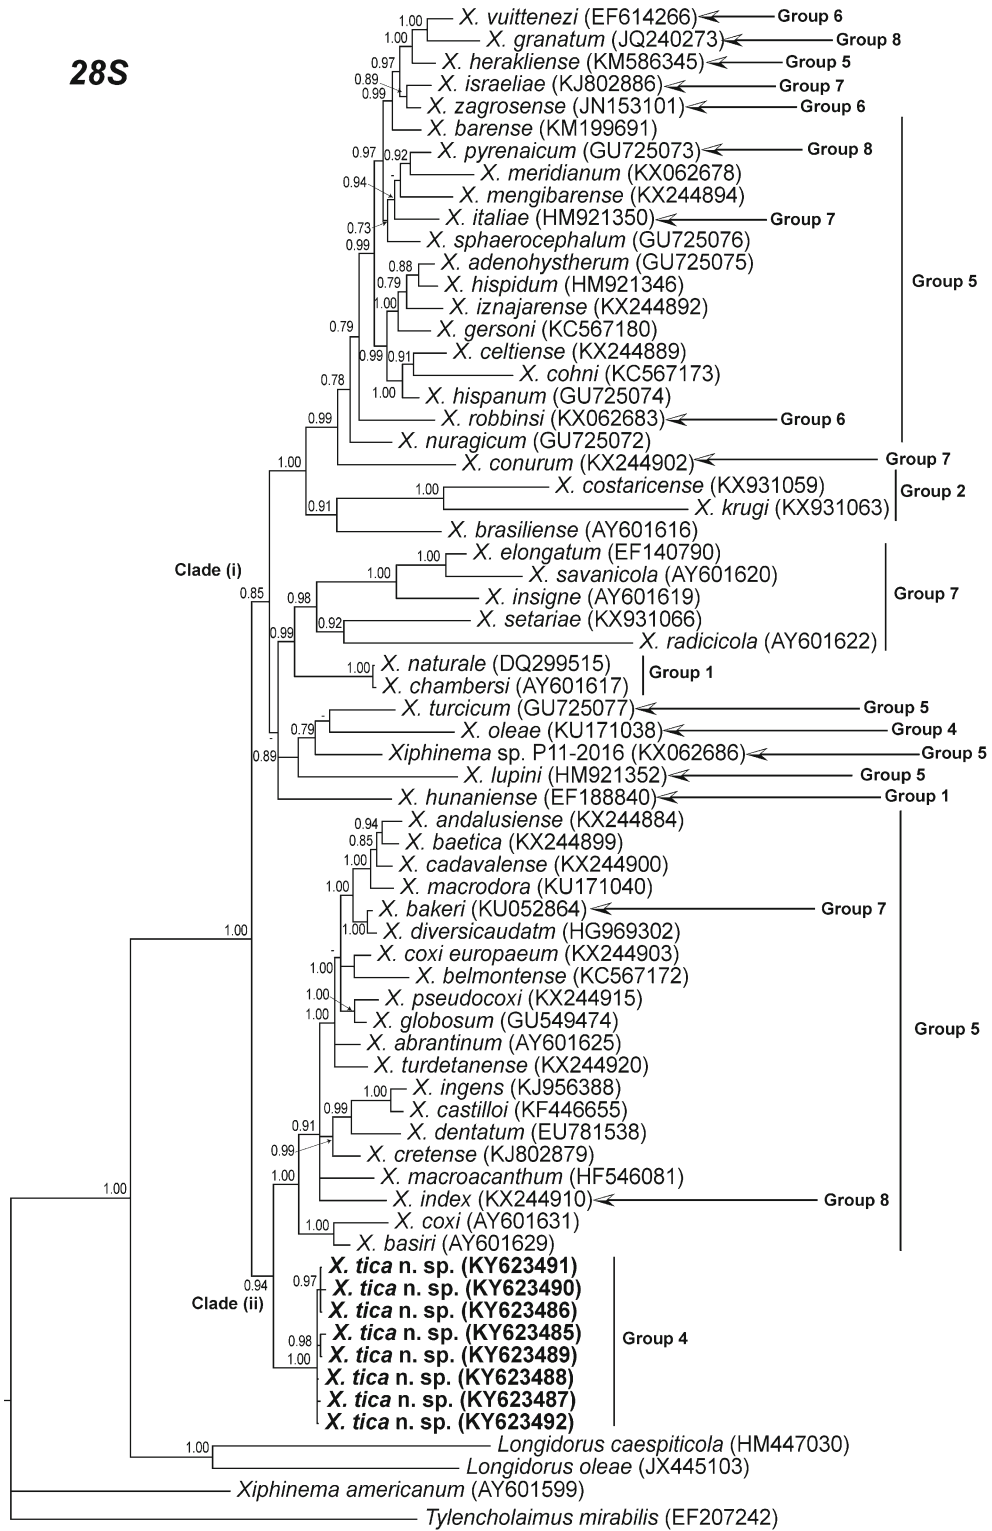 28S
1.00
X. vuittenezi (EF614266) Group 6
1.00
X. granatum (JQ240273) Group 8
0.97
X. herakliense (KM586345) Group 5
0.89
X. israeliae (KJ802886) Group 7
0.99
X. zagrosense (JN153101) Group 6
X. barense (KM199691)
0.97
0.92
X. pyrenaicum (GU725073) Group 8
-
X. meridianum (KX062678)
0.94
X. mengibarense (KX244894)
X. italiae (HM921350) Group 7
0.73
X. sphaerocephalum (GU725076)
0.99
0.88
X. adenohystherum (GU725075)
0.79
X. hispidum (HM921346)
Group 5
1.00
X. iznajarense (KX244892)
X. gersoni (KC567180)
0.79
0.99
0.91
X. celtiense (KX244889)
X. cohni (KC567173)
1.00
X. hispanum (GU725074)
0.78
X. robbinsi (KX062683) Group 6
0.99
X. nuragicum (GU725072)
X. conurum (KX244902) Group 7
1.00
1.00
X. costaricense (KX931059)
Group 2
0.91
X. krugi (KX931063)
X. brasiliense (AY601616)
1.00
X. elongatum (EF140790)
Clade (i)
1.00
X. savanicola (AY601620)
0.85
0.98
X. insigne (AY601619)
Group 7
0.92
X. setariae (KX931066)
0.99
X. radicicola (AY601622)
1.00
X. naturale (DQ299515)
Group 1
X. chambersi (AY601617)
-
X. turcicum (GU725077) Group 5
0.79
X. oleae (KU171038) Group 4
-
0.89
Xiphinema sp. P11-2016 (KX062686) Group 5
X. lupini (HM921352) Group 5
X. hunaniense (EF188840) Group 1
0.94
X. andalusiense (KX244884)
0.85
X. baetica (KX244899)
1.00
X. cadavalense (KX244900)
1.00
X. macrodora (KU171040)
X. bakeri (KU052864) Group 7
1.00
X. diversicaudatm (HG969302)
-
X. coxi europaeum (KX244903)
1.00
X. belmontense (KC567172)
1.00
X. pseudocoxi (KX244915)
1.00
X. globosum (GU549474)
Group 5
X. abrantinum (AY601625)
X. turdetanense (KX244920)
1.00
X. ingens (KJ956388)
0.99
X. castilloi (KF446655)
0.91
X. dentatum (EU781538)
0.99
X. cretense (KJ802879)
1.00
X. macroacanthum (HF546081)
X. index (KX244910) Group 8
1.00
X. coxi (AY601631)
X. basiri (AY601629)
1.00
0.94
Clade (ii)
0.97
X. tica n. sp. (KY623491)
X. tica n. sp. (KY623490)
X. tica n. sp. (KY623486)
0.98
X. tica n. sp. (KY623485)
Group 4
1.00
X. tica n. sp. (KY623489)
X. tica n. sp. (KY623488)
X. tica n. sp. (KY623487)
X. tica n. sp. (KY623492)
1.00
1.00
Longidorus caespiticola (HM447030)
Longidorus oleae (JX445103)
Xiphinema americanum (AY601599)
Tylencholaimus mirabilis (EF207242)